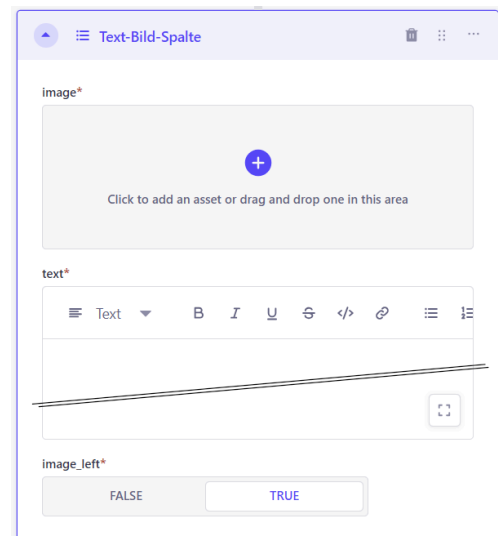 Text-Bild-Spalte
image*
Click to add an asset or drag and drop one in this area
text*
Text B I U S </>
image_left*
FALSE TRUE